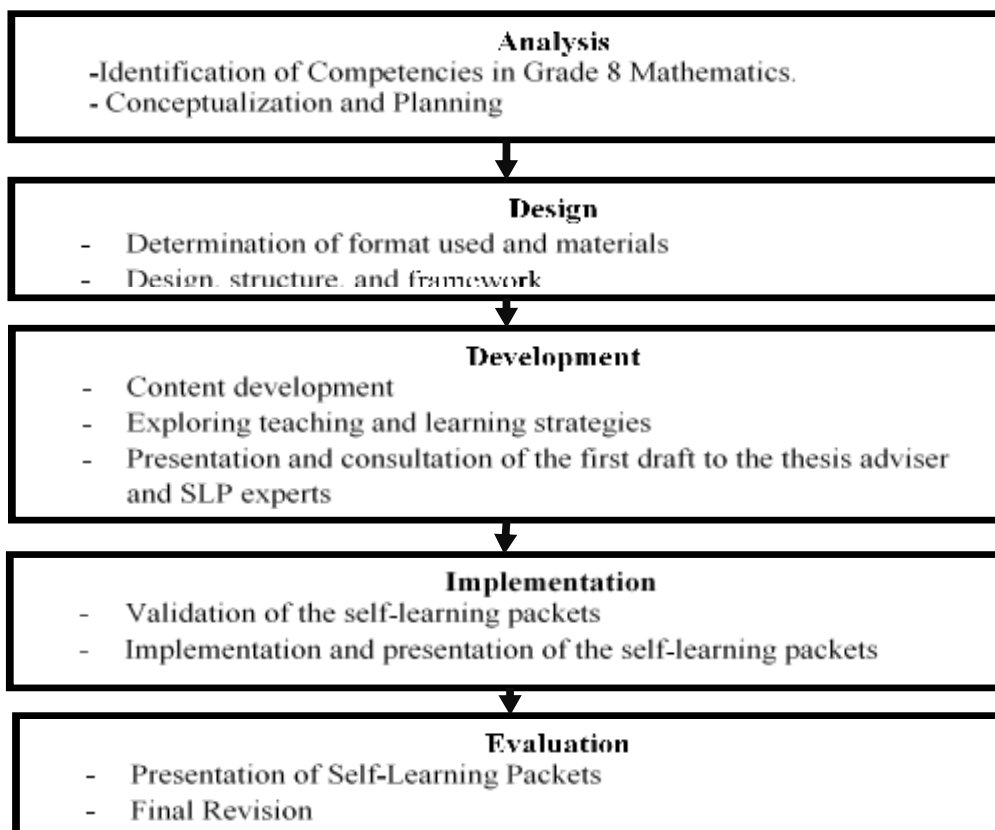 Analysis
-Identification of Competencies in Grade 8 Mathematics.
- Conceptualization and Planning
Design
- Determination of format used and materials
- Design, structure, and framework
Development
- Content development
- Exploring teaching and learning strategies
- Presentation and consultation of the first draft to the thesis adviser
and SLP experts
Implementation
- Validation of the self-learning packets
- Implementation and presentation of the self-learning packets
Evaluation
- Presentation of Self-Learning Packets
- Final Revision